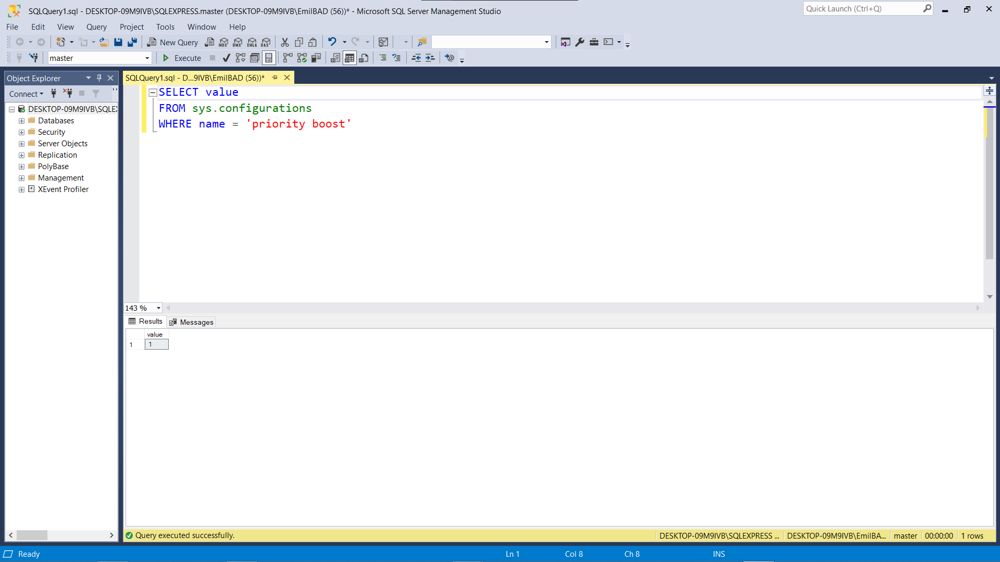 SQLQuery1.sql - DESKTOP-09M9IVB\SQLEXPRESS.master (DESKTOP-09M9IVB\EmilBAD (56))* - Microsoft SQL Server Management Studio
Quick Launch (Ctrl+Q)
File Edit View Query Project Tools Window Help
New Query MDX DMX XMLA DAX
master Execute
Object Explorer
SQLQuery1.sql - D...9IVB\EmilBAD (56))*
Connect
DESKTOP-09M9IVB\SQLE
Databases
Security
Server Objects
Replication
PolyBase
Management
XEvent Profiler
SELECT value
FROM sys.configurations
WHERE name = 'priority boost'
143 %
Results Messages
value
1 1
Query executed successfully. DESKTOP-09M9IVB\SQLEXPRESS ... DESKTOP-09M9IVB\EmilBA... master 00:00:00 1 rows
Ready Ln 1 Col 8 Ch 8 INS